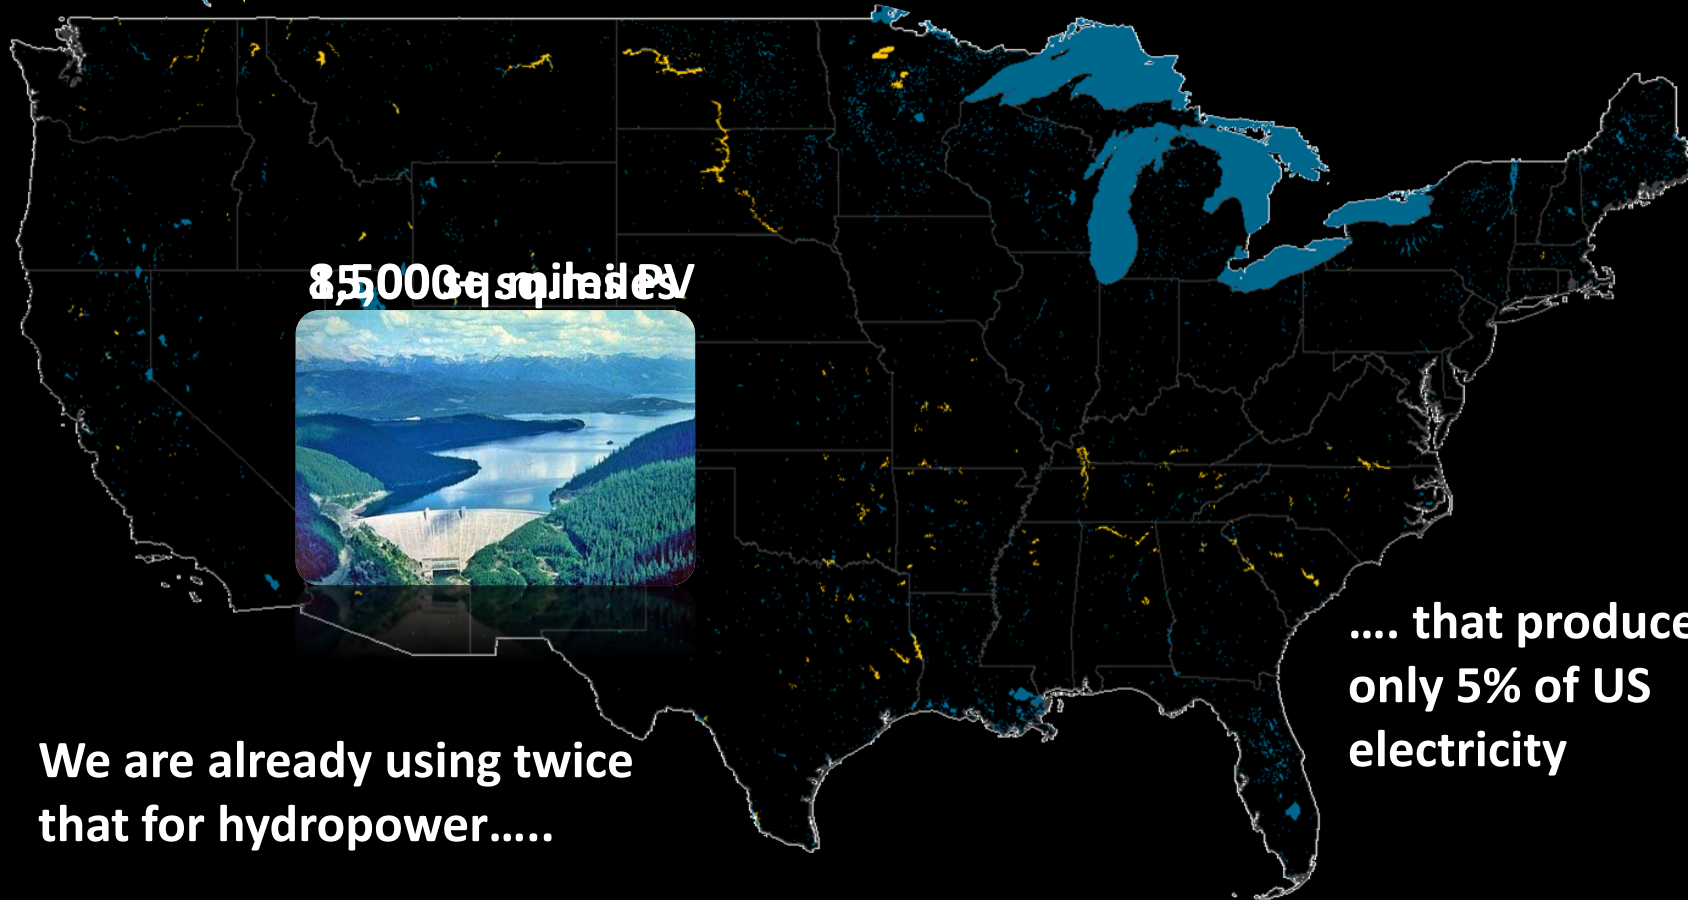 We are already using twice
that for hydropower.....
.... that produce
only 5% of US
electricity